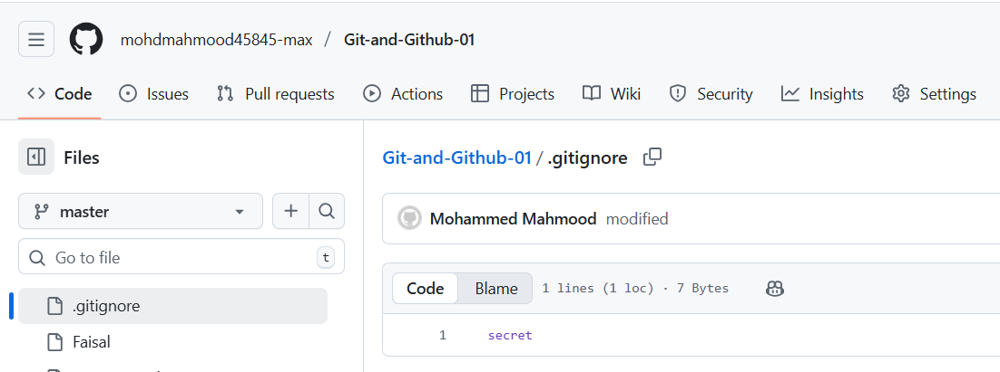 mohdmahmood45845-max / Git-and-Github-01
Code Issues Pull requests Actions Projects Wiki Security Insights Settings
Files
master
Go to file t
.gitignore
Faisal
Git-and-Github-01 / .gitignore
Mohammed Mahmood modified
Code Blame 1 lines (1 loc) · 7 Bytes
1 secret